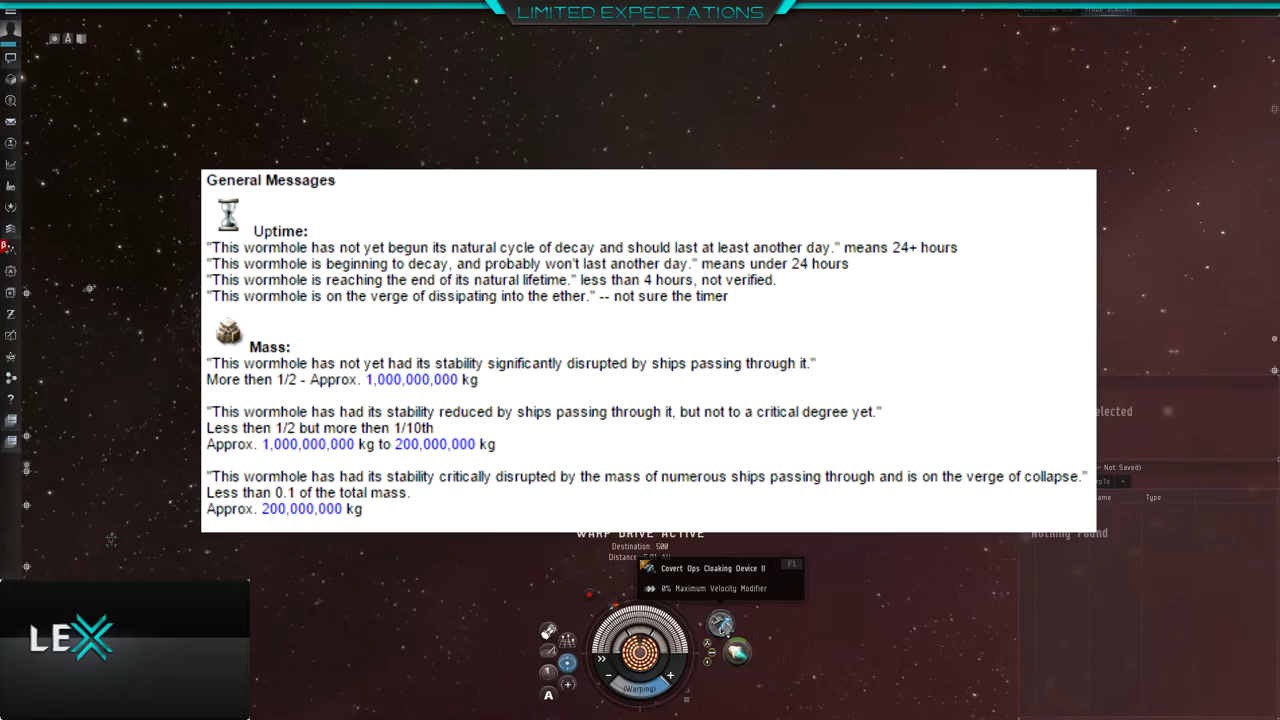 LIMITED EXPECTATIONS
A
General Messages
Uptime:
"This wormhole has not yet begun its natural cycle of decay and should last at least another day." means 24+ hours
"This wormhole is beginning to decay, and probably won't last another day." means under 24 hours
"This wormhole is reaching the end of its natural lifetime." less than 4 hours, not verified.
"This wormhole is on the verge of dissipating into the ether." -- not sure the timer
Mass:
"This wormhole has not yet had its stability significantly disrupted by ships passing through it."
More then 1/2 - Approx. 1,000,000,000 kg
"This wormhole has had its stability reduced by ships passing through it, but not to a critical degree yet."
Less then 1/2 but more then 1/10th
Approx. 1,000,000,000 kg to 200,000,000 kg
"This wormhole has had its stability critically disrupted by the mass of numerous ships passing through and is on the verge of collapse."
Less than 0.1 of the total mass.
Approx. 200,000,000 kg
elected
- Not Saved)
ame Type
Nothing Found
WARP DRIVE ACTIVE
Destination: 500
Covert Ops Cloaking Device II F1
0% Maximum Velocity Modifier
(Warping)
A
LEX